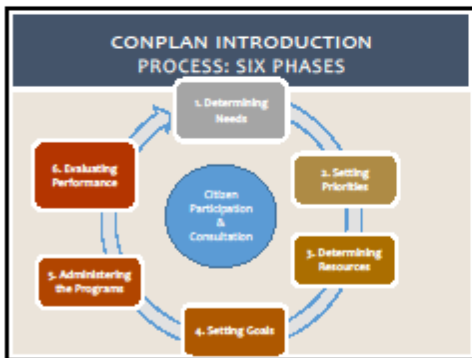 CONPLAN INTRODUCTION
PROCESS: SIX PHASES
1. Determining
Needs
2. Setting
Priorities
3. Determining
Resources
4. Setting Goals
5. Administering
the Programs
6. Evaluating
Performance
Citizen
Participation
&
Consultation